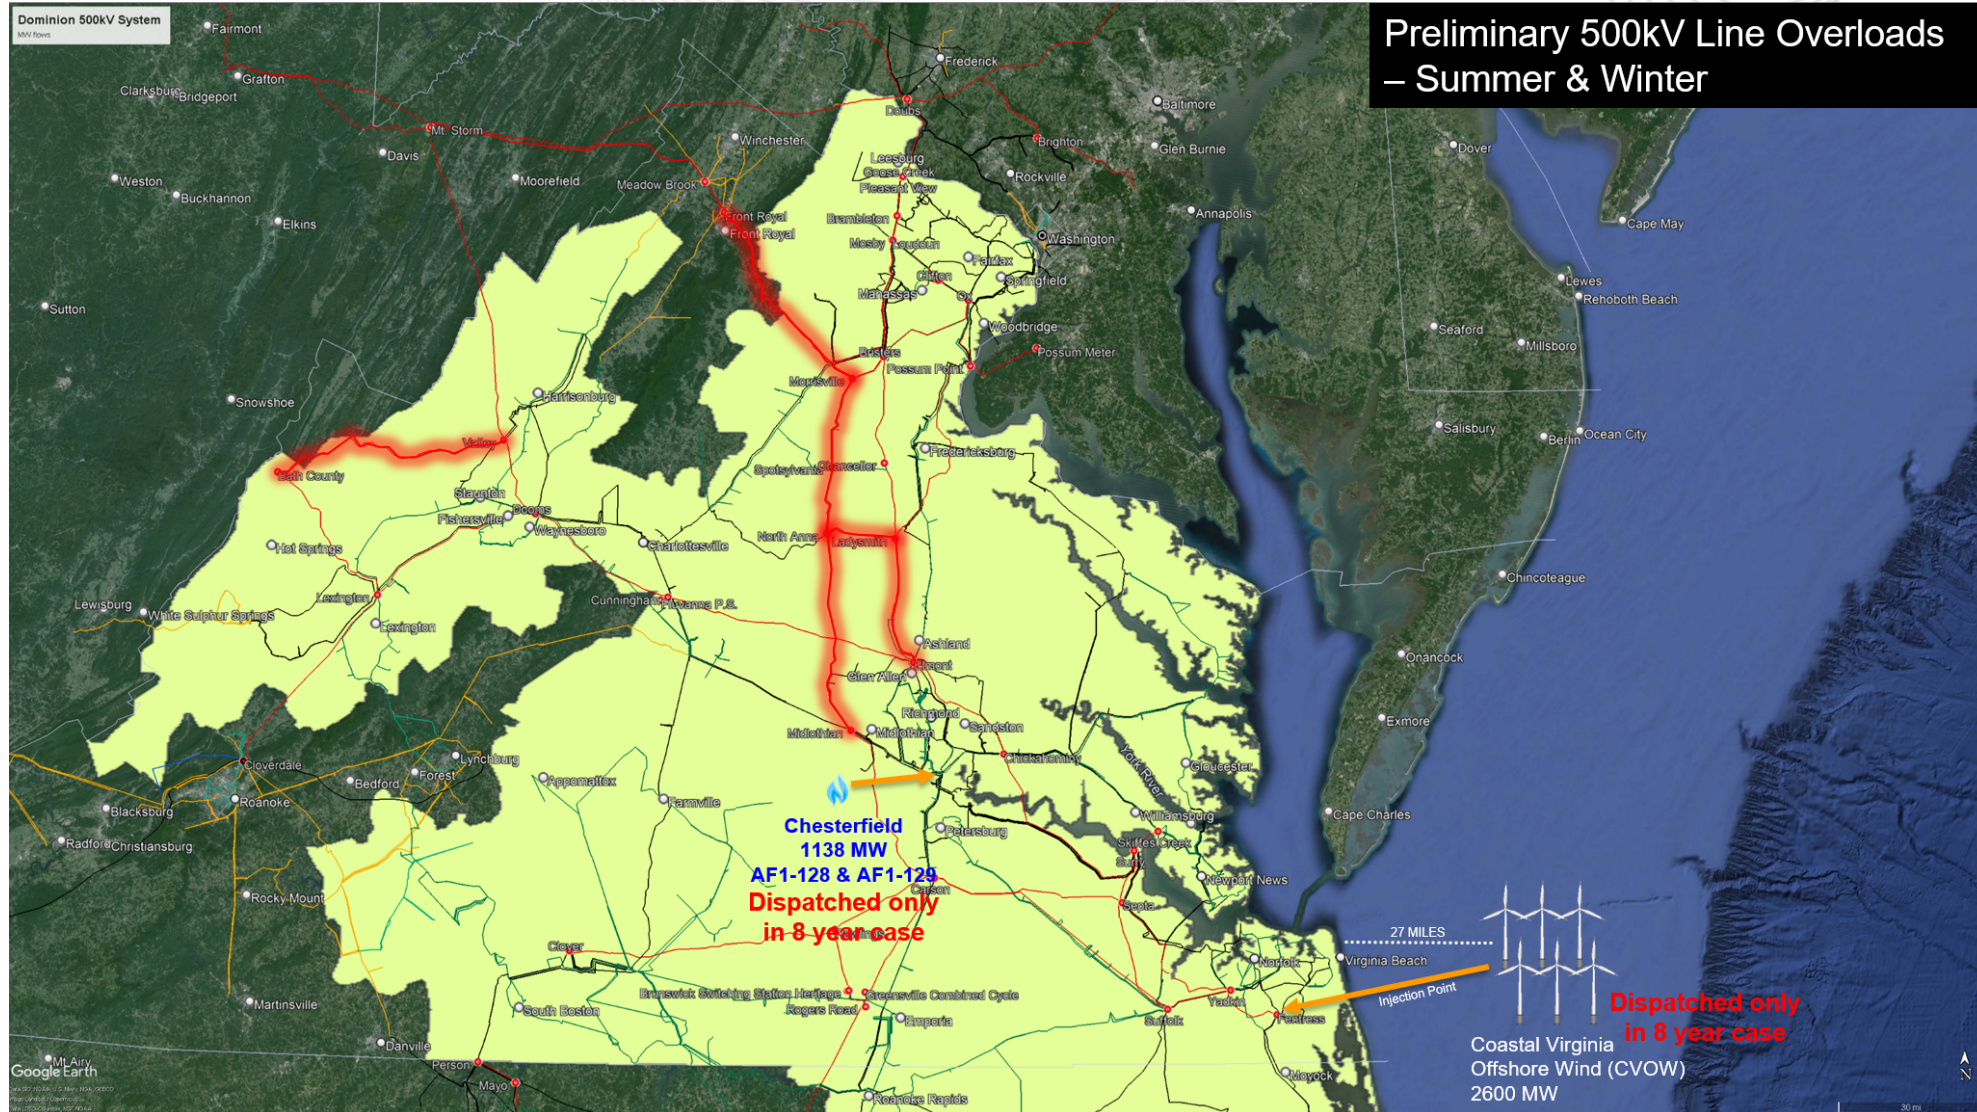 Dominion 500kV System
MW flows
Preliminary 500kV Line Overloads
– Summer & Winter
Fairmont
Frederick
Grafton
Clarksburg
Bridgeport
Baltimore
Doubs
Mt. Storm
Winchester
Brighton
Glen Burnie
Dover
Davis
Leesburg
Goose Creek
Rockville
Weston
Moorefield
Meadow Brook
Pleasant View
Buckhannon
Front Royal
Brambleton
Annapolis
Elkins
Front Royal
Mosby
Loudoun
Washington
Cape May
Fairfax
Clifton
Springfield
Lewes
Manassas
Ox
Rehoboth Beach
Sutton
Woodbridge
Seaford
Bristers
Possum Meter
Millsboro
Possum Point
Morrisville
Harrisonburg
Snowshoe
Salisbury
Berlin
Ocean City
Valley
Fredericksburg
Bath County
Spotsylvania
Chancellor
Staunton
Fishersville
Dooms
Waynesboro
North Anna
Ladysmith
Hot Springs
Charlottesville
Chincoteague
Lewisburg
White Sulphur Springs
Lexington
Cunningham
Fluvanna P.S.
Lexington
Ashland
Elmont
Onancock
Glen Allen
Richmond
Exmore
Midlothian
Midlothian
Sandston
Chickahominy
York River
Gloucester
Cloverdale
Lynchburg
Bedford
Forest
Appomattox
Roanoke
Farmville
Blacksburg
Radford
Christiansburg
Chesterfield
1138 MW
AF1-128 & AF1-129
Dispatched only
in 8 year case
Petersburg
Williamsburg
Cape Charles
Skiffes Creek
Surry
Newport News
Carson
Septa
Rocky Mount
Rawlings
Clover
27 MILES
Norfolk
Virginia Beach
Injection Point
Martinsville
South Boston
Brunswick Switching Station
Heritage
Greensville Combined Cycle
Rogers Road
Emporia
Yadkin
Suffolk
Fentress
Dispatched only
in 8 year case
Coastal Virginia
Offshore Wind (CVOW)
2600 MW
Danville
Mt Airy
Person
Mayo
Moyock
Roanoke Rapids
Google Earth
N
30 mi